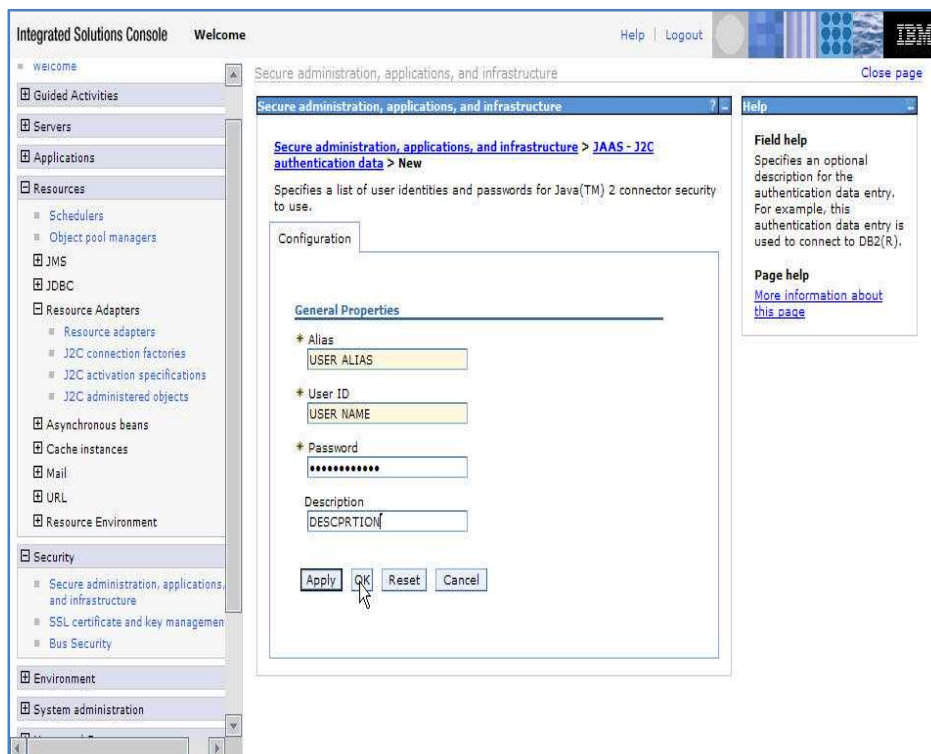 Integrated Solutions Console Welcome Help | Logout IBM
welcome
Guided Activities
Servers
Applications
Resources
Schedulers
Object pool managers
JMS
JDBC
Resource Adapters
Resource adapters
J2C connection factories
J2C activation specifications
J2C administered objects
Asynchronous beans
Cache instances
Mail
URL
Resource Environment
Security
Secure administration, applications,
and infrastructure
SSL certificate and key managemen
Bus Security
Environment
System administration
Secure administration, applications, and infrastructure Close page
Secure administration, applications, and infrastructure ? -
Secure administration, applications, and infrastructure > JAAS - J2C
authentication data > New
Specifies a list of user identities and passwords for Java(TM) 2 connector security
to use.
Configuration
General Properties
* Alias
USER ALIAS
* User ID
USER NAME
* Password
••••••••••••
Description
DESCPRTION
Apply OK Reset Cancel
Help -
Field help
Specifies an optional
description for the
authentication data entry.
For example, this
authentication data entry is
used to connect to DB2(R).
Page help
More information about
this page